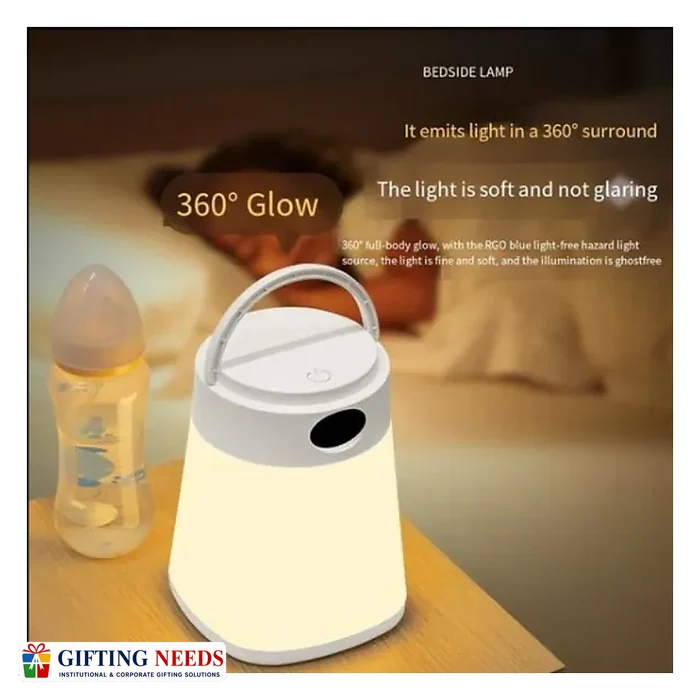 BEDSIDE LAMP
It emits light in a 360° surround
The light is soft and not glaring
360° Glow
360° full-body glow, with the RGO blue light-free hazard light
source, the light is fine and soft, and the illumination is ghostfree
GIFTING NEEDS
INSTITUTIONAL & CORPORATE GIFTING SOLUTIONS